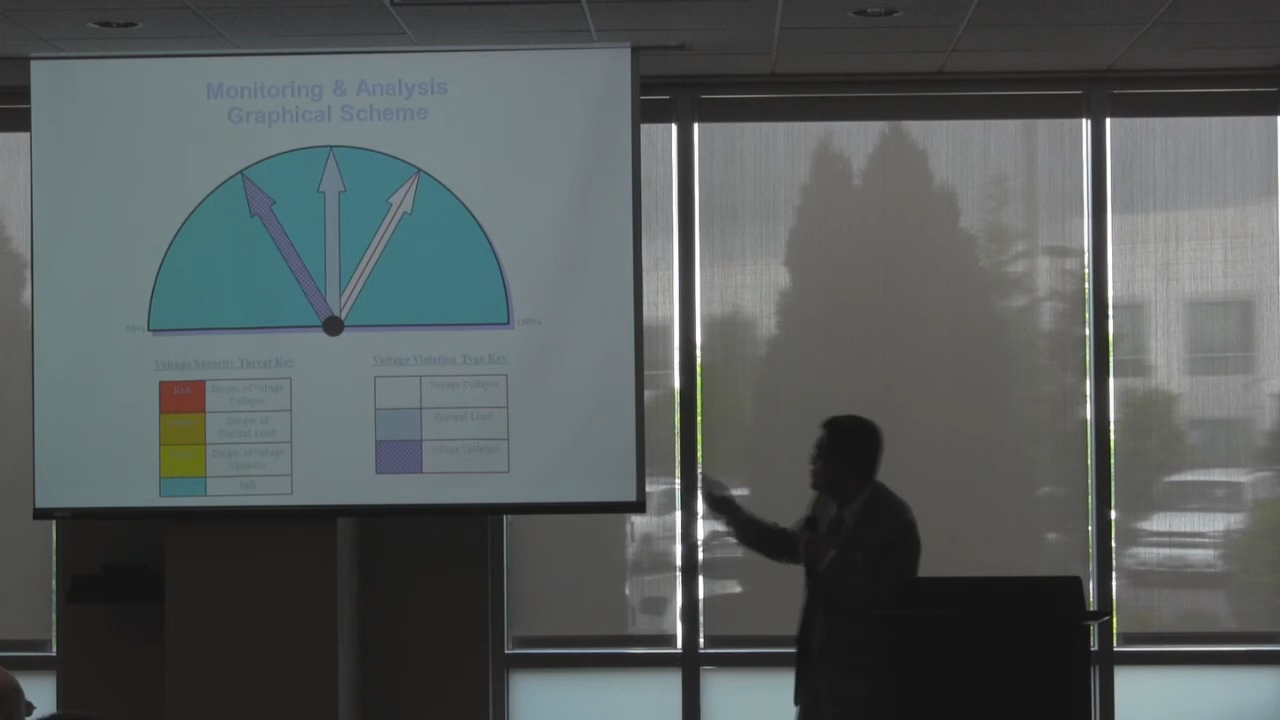 Monitoring & Analysis
Graphical Scheme
100%
Voltage Security Threat Key
Red
Danger of Voltage
Collapse
Danger of
Thermal Limit
Danger of Voltage
Violation
Safe
Voltage Violation Type Key
Voltage Collapse
Thermal Limit
Voltage Violation